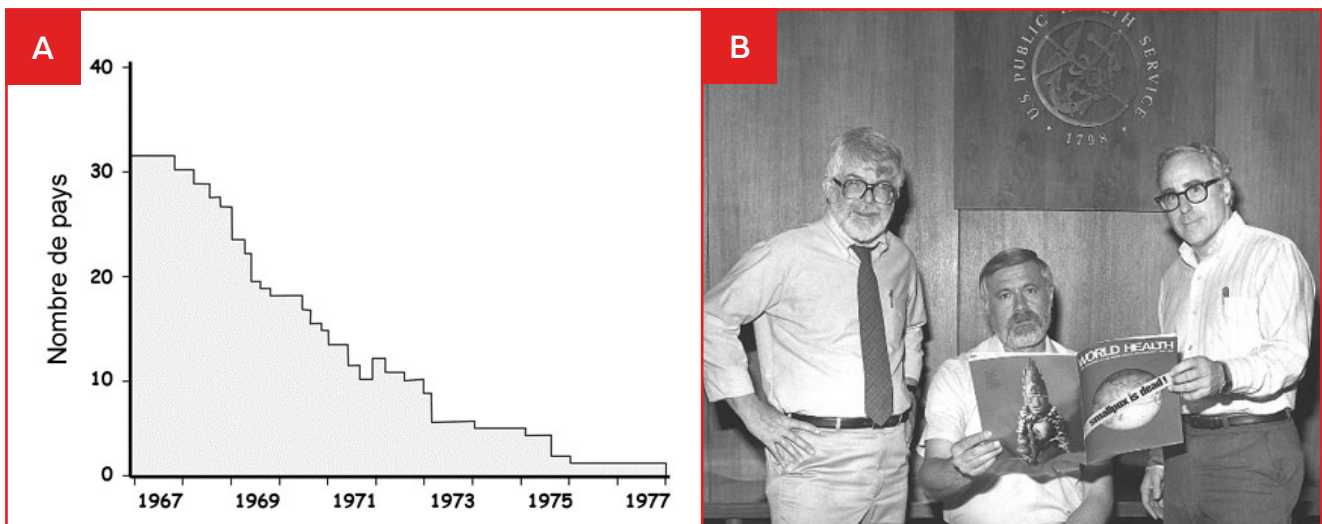 A
40
30
20
10
0
Nombre de pays
1967
1969
1971
1973
1975
1977
B
U.S. PUBLIC HEALTH SERVICE
• 1798 •
WORLD HEALTH
smallpox is dead!